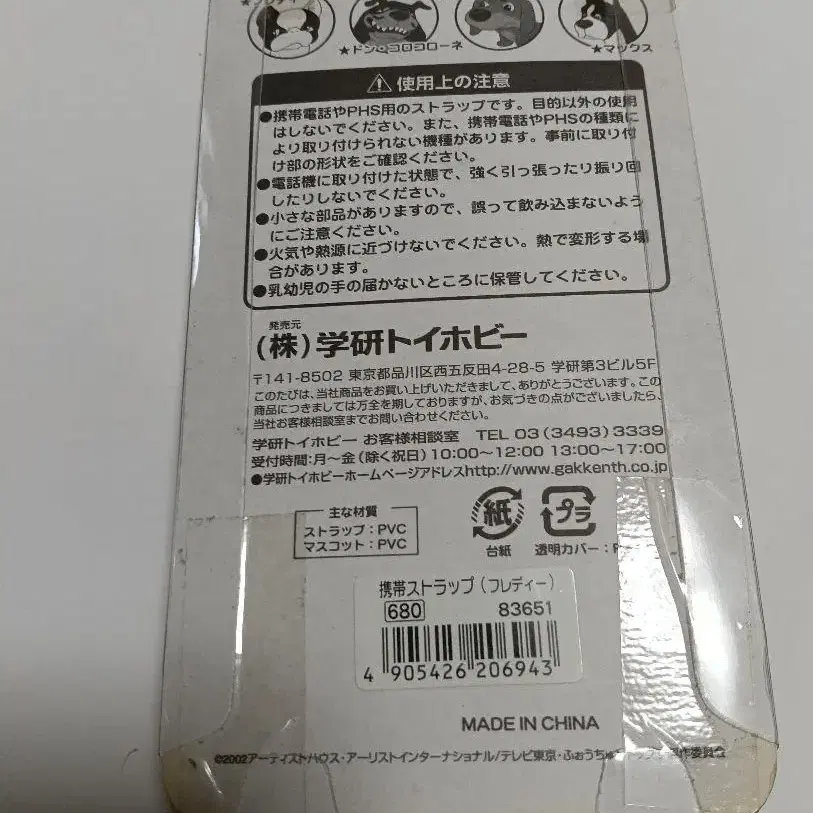 ★ドン・コロコローネ
★マックス
使用上の注意
●携帯電話やPHS用のストラップです。目的以外の使用
はしないでください。また、携帯電話やPHSの種類に
より取り付けられない機種があります。事前に取り付
け部の形状をご確認ください。
●電話機に取り付けた状態で、強く引っ張ったり振り回
したりしないでください。
●小さな部品がありますので、誤って飲み込まないよう
にご注意ください。
●火気や熱源に近づけないでください。熱で変形する場
合があります。
●乳幼児の手の届かないところに保管してください。
発売元
(株)学研トイホビー
〒141-8502 東京都品川区西五反田4-28-5 学研第3ビル5F
このたびは、当社商品をお買い上げいただきまして、ありがとうございます。この
商品につきましては万全を期しておりますが、お気づきの点がございましたら、
当社お客様相談室までお問い合わせください。
学研トイホビー お客様相談室 TEL 03(3493)3339
受付時間:月〜金(除く祝日)10:00〜12:00 13:00〜17:00
●学研トイホビーホームページアドレスhttp://www.gakkenth.co.jp
主な材質
ストラップ:PVC
マスコット:PVC
紙
台紙
プラ
透明カバー:
携帯ストラップ(フレディー)
680 83651
4 905426 206943
MADE IN CHINA
©2002アーティストハウス・アーリストインターナショナル/テレビ東京・ふぉうちゅ
作委員会